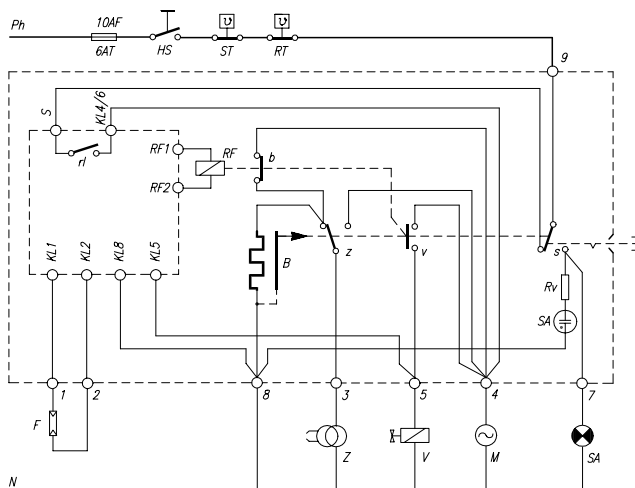 Ph
10AF
6AT
HS
ST
RT
9
S
KL4/6
rl
RF1
RF
RF2
b
KL1
KL2
KL8
KL5
B
z
v
s
Rv
SA
1
2
8
3
5
4
7
F
Z
V
M
SA
N